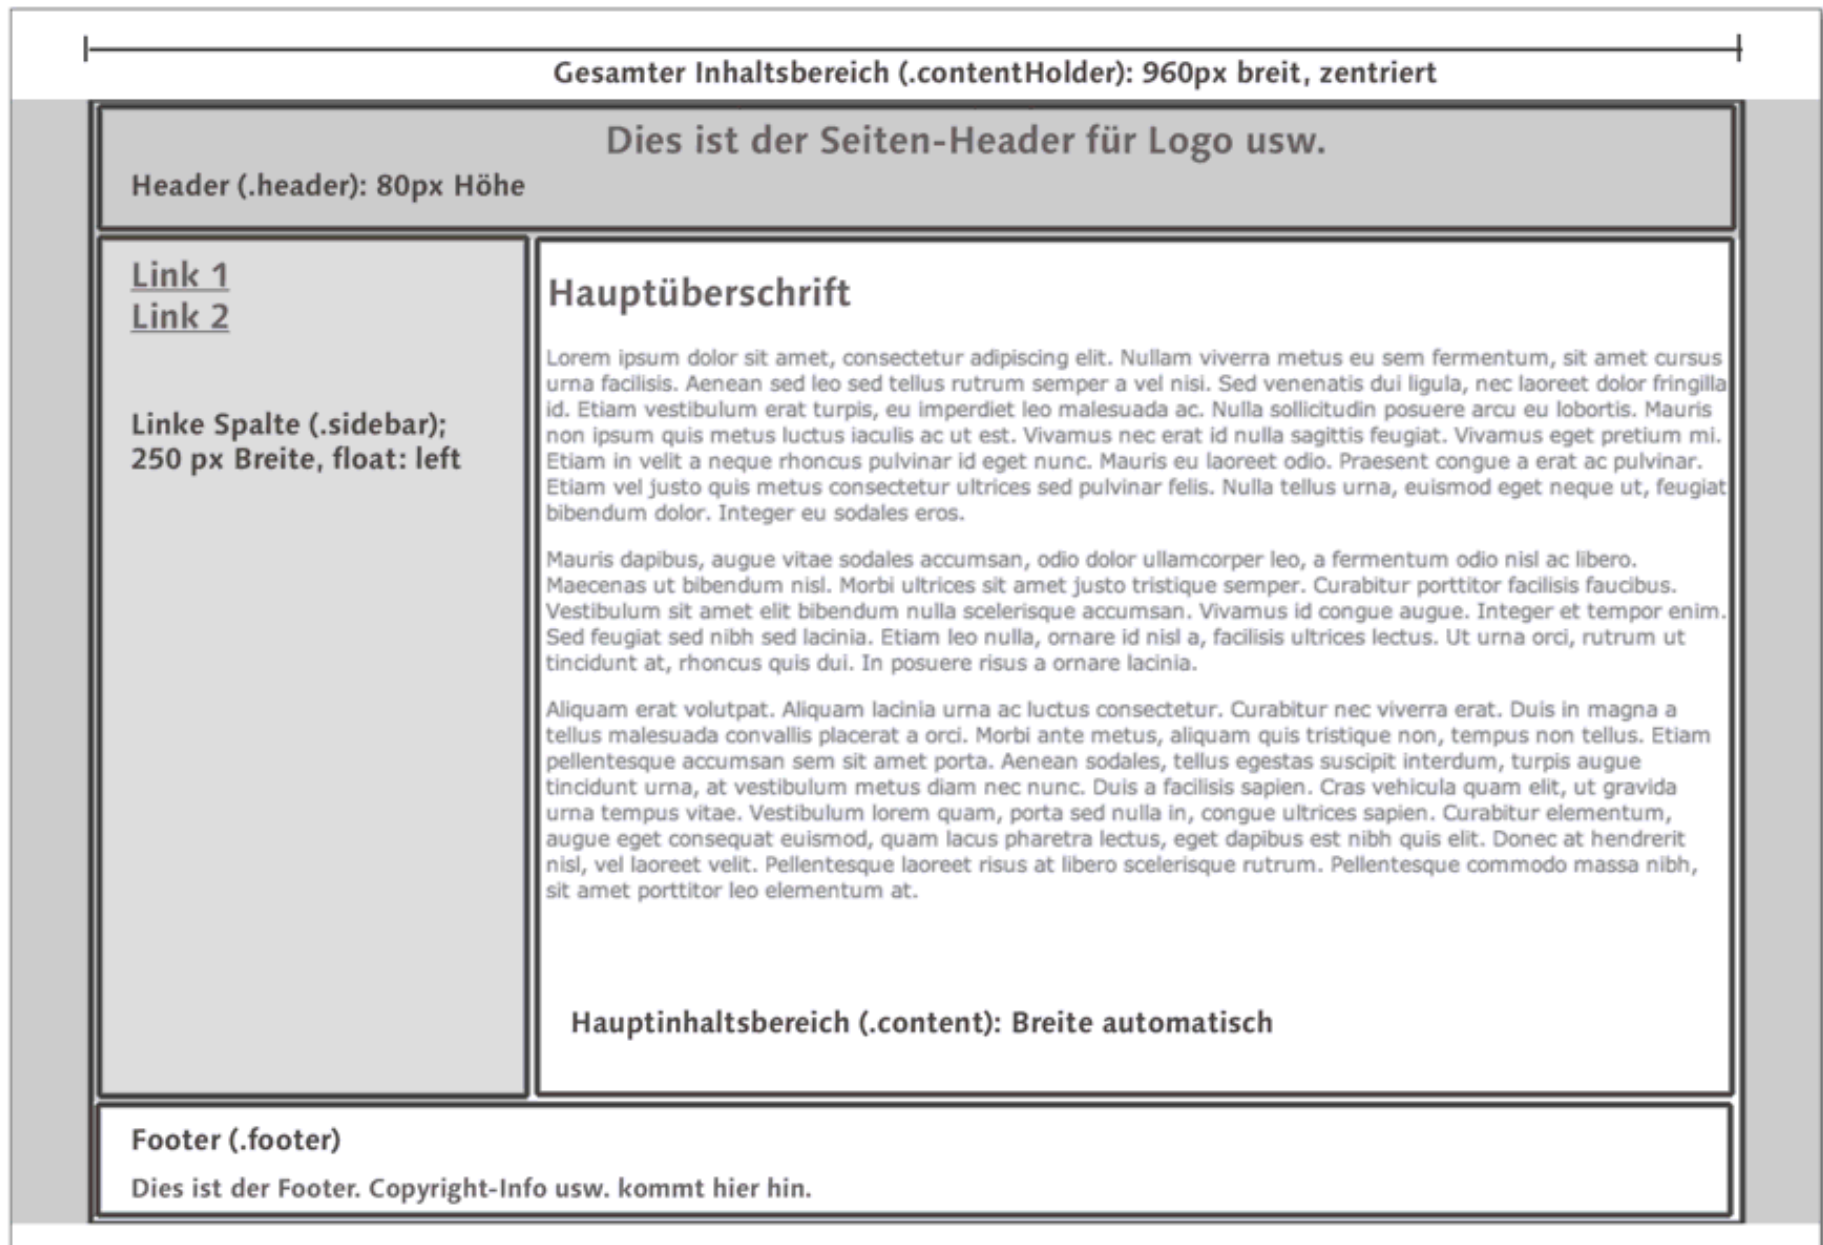 Gesamter Inhaltsbereich (.contentHolder): 960px breit, zentriert
Dies ist der Seiten-Header für Logo usw.
Header (.header): 80px Höhe
Link 1
Link 2
Linke Spalte (.sidebar);
250 px Breite, float: left
Hauptüberschrift
Lorem ipsum dolor sit amet, consectetur adipiscing elit. Nullam viverra metus eu sem fermentum, sit amet cursus
urna facilisis. Aenean sed leo sed tellus rutrum semper a vel nisi. Sed venenatis dui ligula, nec laoreet dolor fringilla
id. Etiam vestibulum erat turpis, eu imperdiet leo malesuada ac. Nulla sollicitudin posuere arcu eu lobortis. Mauris
non ipsum quis metus luctus iaculis ac ut est. Vivamus nec erat id nulla sagittis feugiat. Vivamus eget pretium mi.
Etiam in velit a neque rhoncus pulvinar id eget nunc. Mauris eu laoreet odio. Praesent congue a erat ac pulvinar.
Etiam vel justo quis metus consectetur ultrices sed pulvinar felis. Nulla tellus urna, euismod eget neque ut, feugiat
bibendum dolor. Integer eu sodales eros.
Mauris dapibus, augue vitae sodales accumsan, odio dolor ullamcorper leo, a fermentum odio nisl ac libero.
Maecenas ut bibendum nisl. Morbi ultrices sit amet justo tristique semper. Curabitur porttitor facilisis faucibus.
Vestibulum sit amet elit bibendum nulla scelerisque accumsan. Vivamus id congue augue. Integer et tempor enim.
Sed feugiat sed nibh sed lacinia. Etiam leo nulla, ornare id nisl a, facilisis ultrices lectus. Ut urna orci, rutrum ut
tincidunt at, rhoncus quis dui. In posuere risus a ornare lacinia.
Aliquam erat volutpat. Aliquam lacinia urna ac luctus consectetur. Curabitur nec viverra erat. Duis in magna a
tellus malesuada convallis placerat a orci. Morbi ante metus, aliquam quis tristique non, tempus non tellus. Etiam
pellentesque accumsan sem sit amet porta. Aenean sodales, tellus egestas suscipit interdum, turpis augue
tincidunt urna, at vestibulum metus diam nec nunc. Duis a facilisis sapien. Cras vehicula quam elit, ut gravida
urna tempus vitae. Vestibulum lorem quam, porta sed nulla in, congue ultrices sapien. Curabitur elementum,
augue eget consequat euismod, quam lacus pharetra lectus, eget dapibus est nibh quis elit. Donec at hendrerit
nisl, vel laoreet velit. Pellentesque laoreet risus at libero scelerisque rutrum. Pellentesque commodo massa nibh,
sit amet porttitor leo elementum at.
Hauptinhaltsbereich (.content): Breite automatisch
Footer (.footer)
Dies ist der Footer. Copyright-Info usw. kommt hier hin.